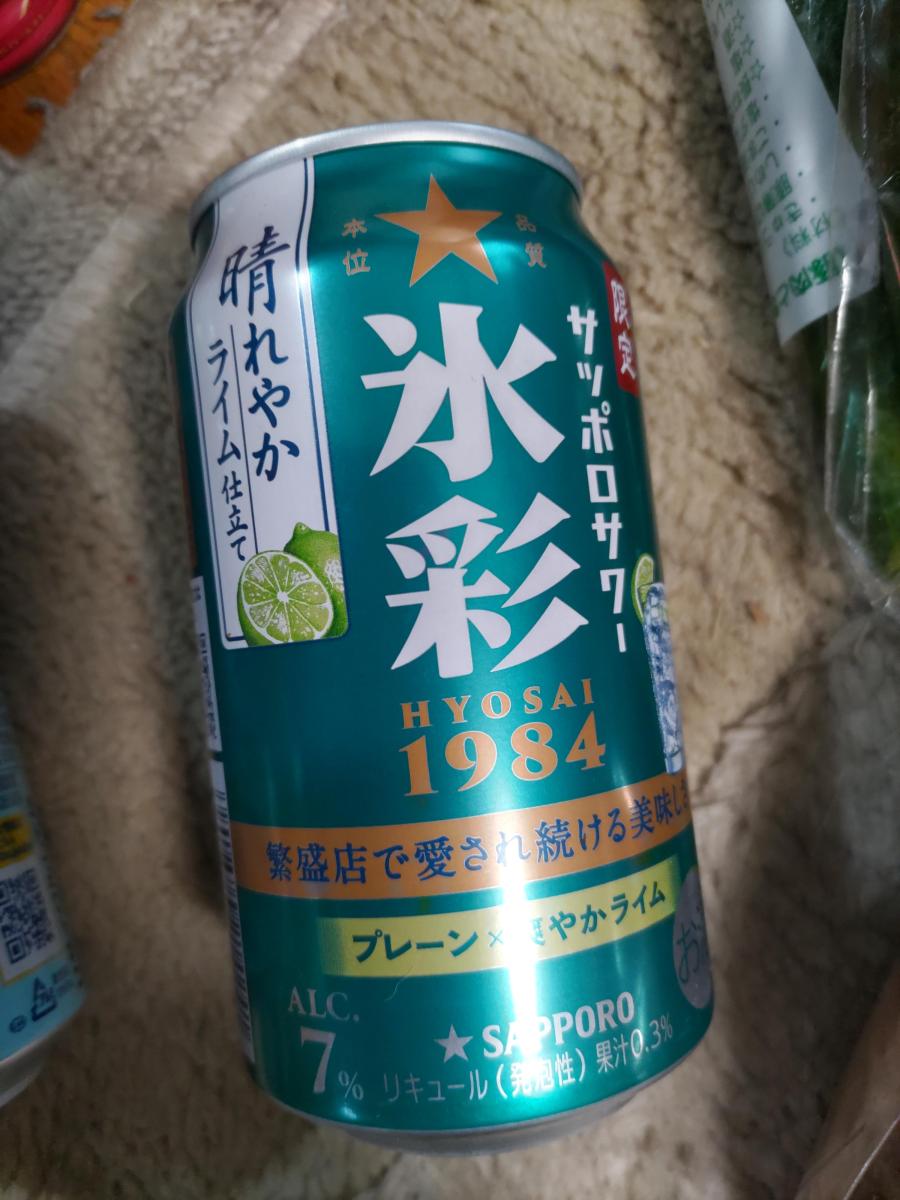 本位
品質
限定
サッポロサワー
氷彩
HYOSAI
1984
晴れやか
ライム仕立て
繁盛店で愛され続ける美味しさ
プレーン×爽やかライム
ALC.
7%
SAPPORO
リキュール(発泡性) 果汁0.3%
お